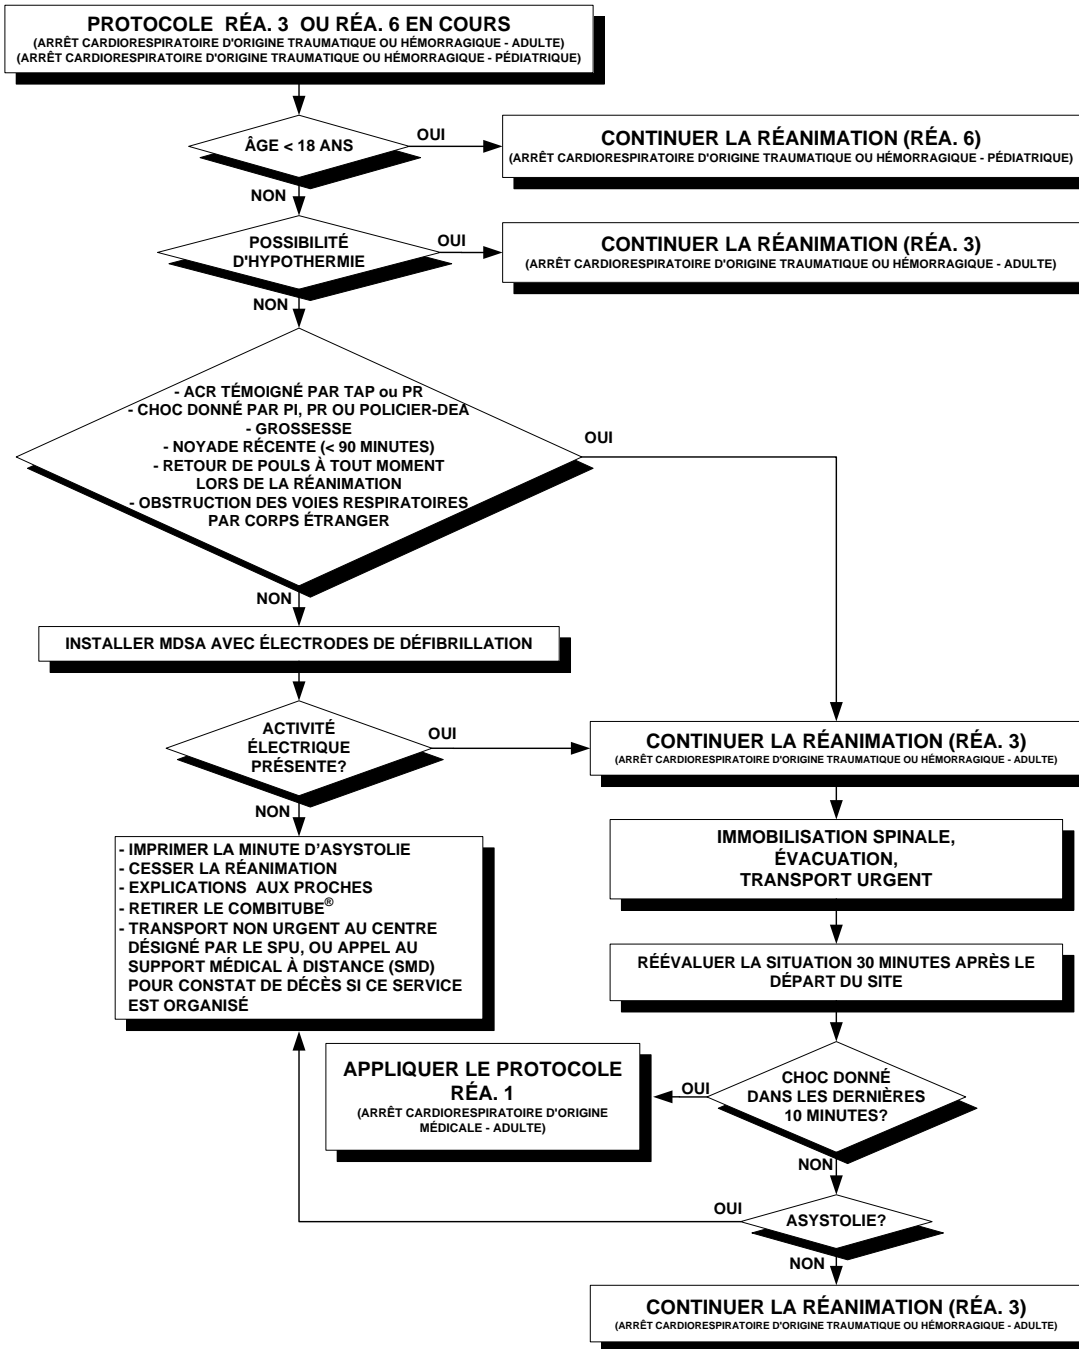 PROTOCOLE RÉA. 3 OU RÉA. 6 EN COURS
(ARRÊT CARDIORESPIRATOIRE D'ORIGINE TRAUMATIQUE OU HÉMORRAGIQUE - ADULTE)
(ARRÊT CARDIORESPIRATOIRE D'ORIGINE TRAUMATIQUE OU HÉMORRAGIQUE - PÉDIATRIQUE)
ÂGE < 18 ANS
OUI
CONTINUER LA RÉANIMATION (RÉA. 6)
(ARRÊT CARDIORESPIRATOIRE D'ORIGINE TRAUMATIQUE OU HÉMORRAGIQUE - PÉDIATRIQUE)
NON
POSSIBILITÉ
D'HYPOTHERMIE
OUI
CONTINUER LA RÉANIMATION (RÉA. 3)
(ARRÊT CARDIORESPIRATOIRE D'ORIGINE TRAUMATIQUE OU HÉMORRAGIQUE - ADULTE)
NON
- ACR TÉMOIGNÉ PAR TAP ou PR
- CHOC DONNÉ PAR PI, PR OU POLICIER-DEA
- GROSSESSE
- NOYADE RÉCENTE (< 90 MINUTES)
- RETOUR DE POULS À TOUT MOMENT
LORS DE LA RÉANIMATION
- OBSTRUCTION DES VOIES RESPIRATOIRES
PAR CORPS ÉTRANGER
OUI
NON
INSTALLER MDSA AVEC ÉLECTRODES DE DÉFIBRILLATION
ACTIVITÉ
ÉLECTRIQUE
PRÉSENTE?
OUI
CONTINUER LA RÉANIMATION (RÉA. 3)
(ARRÊT CARDIORESPIRATOIRE D'ORIGINE TRAUMATIQUE OU HÉMORRAGIQUE - ADULTE)
NON
- IMPRIMER LA MINUTE D'ASYSTOLIE
- CESSER LA RÉANIMATION
- EXPLICATIONS AUX PROCHES
- RETIRER LE COMBITUBE®
- TRANSPORT NON URGENT AU CENTRE
DÉSIGNÉ PAR LE SPU, OU APPEL AU
SUPPORT MÉDICAL À DISTANCE (SMD)
POUR CONSTAT DE DÉCÈS SI CE SERVICE
EST ORGANISÉ
IMMOBILISATION SPINALE,
ÉVACUATION,
TRANSPORT URGENT
RÉÉVALUER LA SITUATION 30 MINUTES APRÈS LE
DÉPART DU SITE
CHOC DONNÉ
DANS LES DERNIÈRES
10 MINUTES?
OUI
APPLIQUER LE PROTOCOLE
RÉA. 1
(ARRÊT CARDIORESPIRATOIRE D'ORIGINE
MÉDICALE - ADULTE)
NON
ASYSTOLIE?
OUI
NON
CONTINUER LA RÉANIMATION (RÉA. 3)
(ARRÊT CARDIORESPIRATOIRE D'ORIGINE TRAUMATIQUE OU HÉMORRAGIQUE - ADULTE)